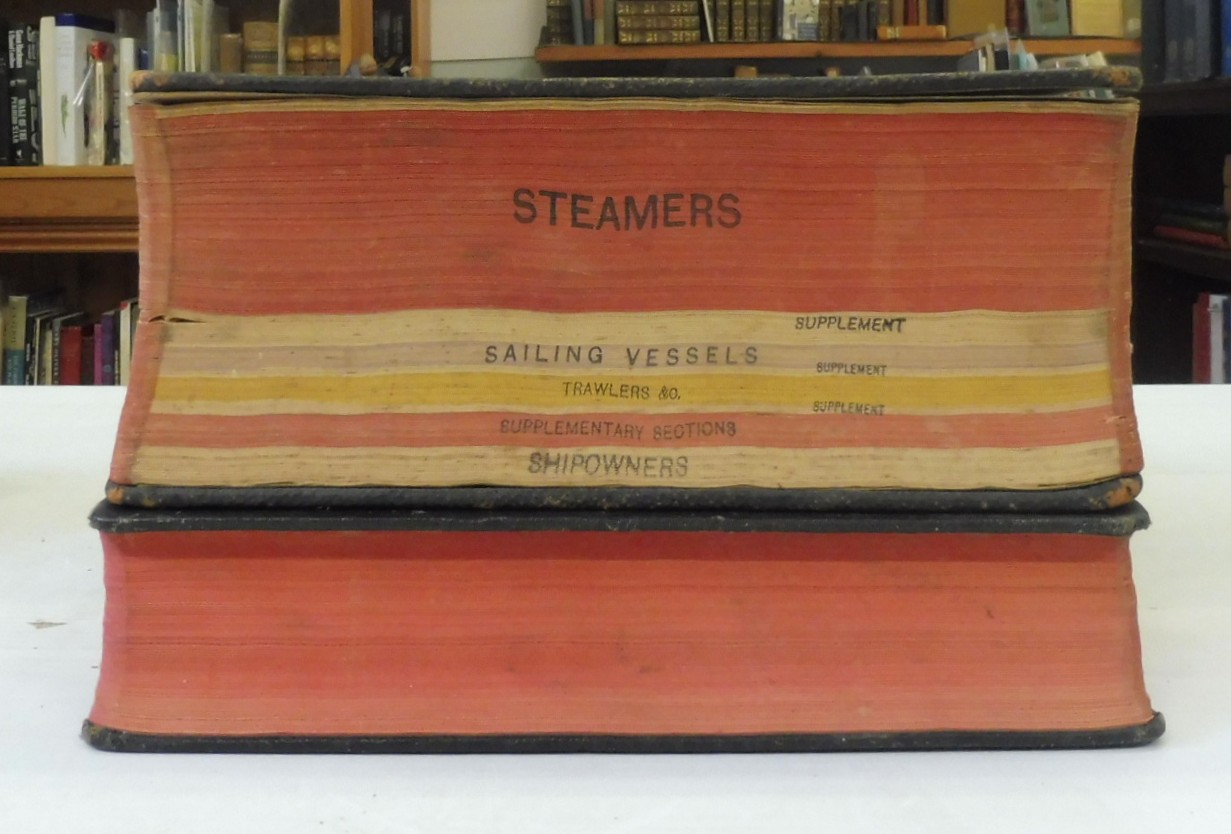 STEAMERS
SUPPLEMENT
SAILING VESSELS
SUPPLEMENT
TRAWLERS &c.
SUPPLEMENT
SUPPLEMENTARY SECTIONS
SHIPOWNERS